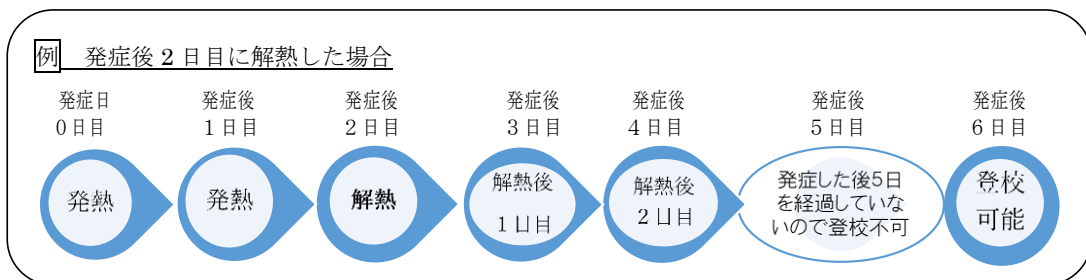 例　発症後２日目に解熱した場合
発症日
０日目
発症後
１日目
発症後
２日目
発症後
３日目
発症後
４日目
発症後
５日目
発症後
６日目
発熱
発熱
解熱
解熱後
１日目
解熱後
２日目
発症した後5日
を経過していな
いので登校不可
登校
可能